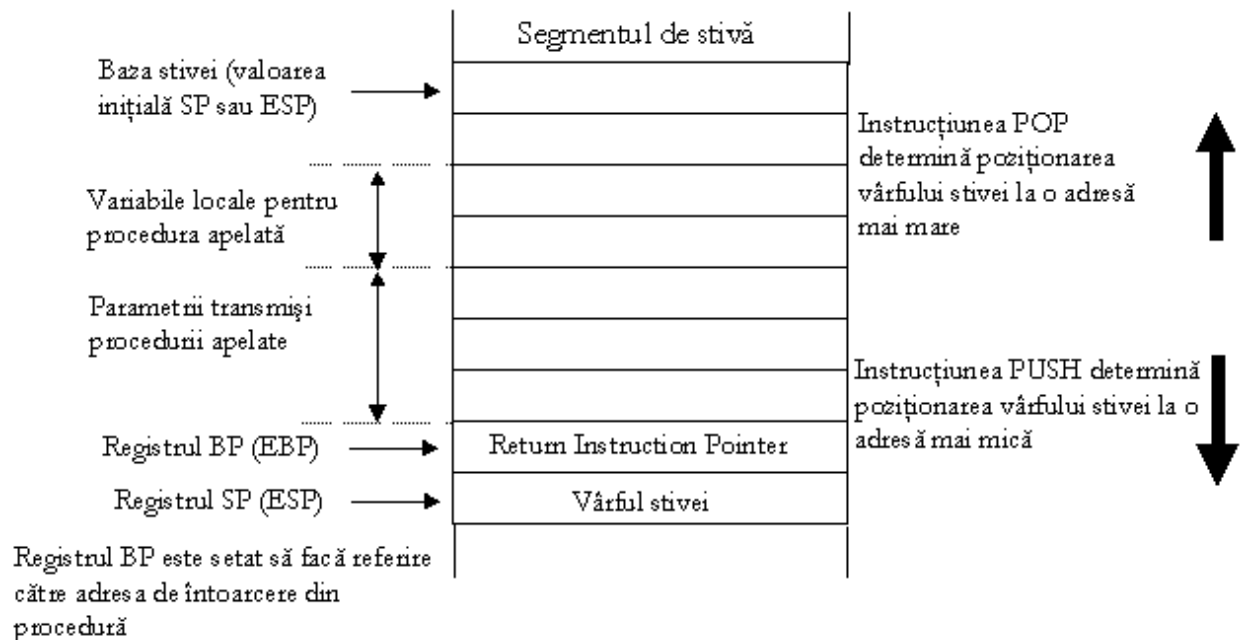 Segmentul de stivă
Baza stivei (valoarea
inițială SP sau ESP)
Instrucțiunea POP
determină poziționarea
vârfului stivei la o adresă
mai mare
Variabile locale pentru
procedura apelată
Parametrii transmişi
procedurii apelate
Instrucțiunea PUSH determină
poziționarea vârfului stivei la o
adresă mai mică
Registrul BP (EBP)
Return Instruction Pointer
Registrul SP (ESP)
Vârful stivei
Registrul BP este setat să facă referire
către adresa de întoarcere din
procedură